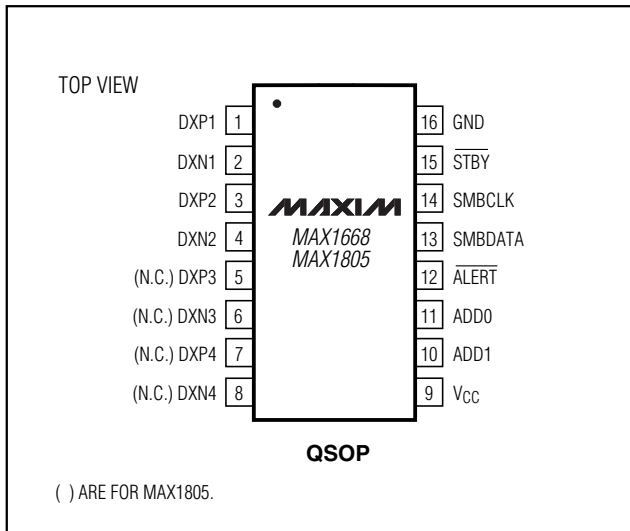 TOP VIEW
DXP1 1
DXN1 2
DXP2 3
DXN2 4
(N.C.) DXP3 5
(N.C.) DXN3 6
(N.C.) DXP4 7
(N.C.) DXN4 8
MAXIM
MAX1668
MAX1805
16 GND
15 S̅T̅B̅Y̅
14 SMBCLK
13 SMBDATA
12 A̅L̅E̅R̅T̅
11 ADD0
10 ADD1
9 VCC
QSOP
( ) ARE FOR MAX1805.